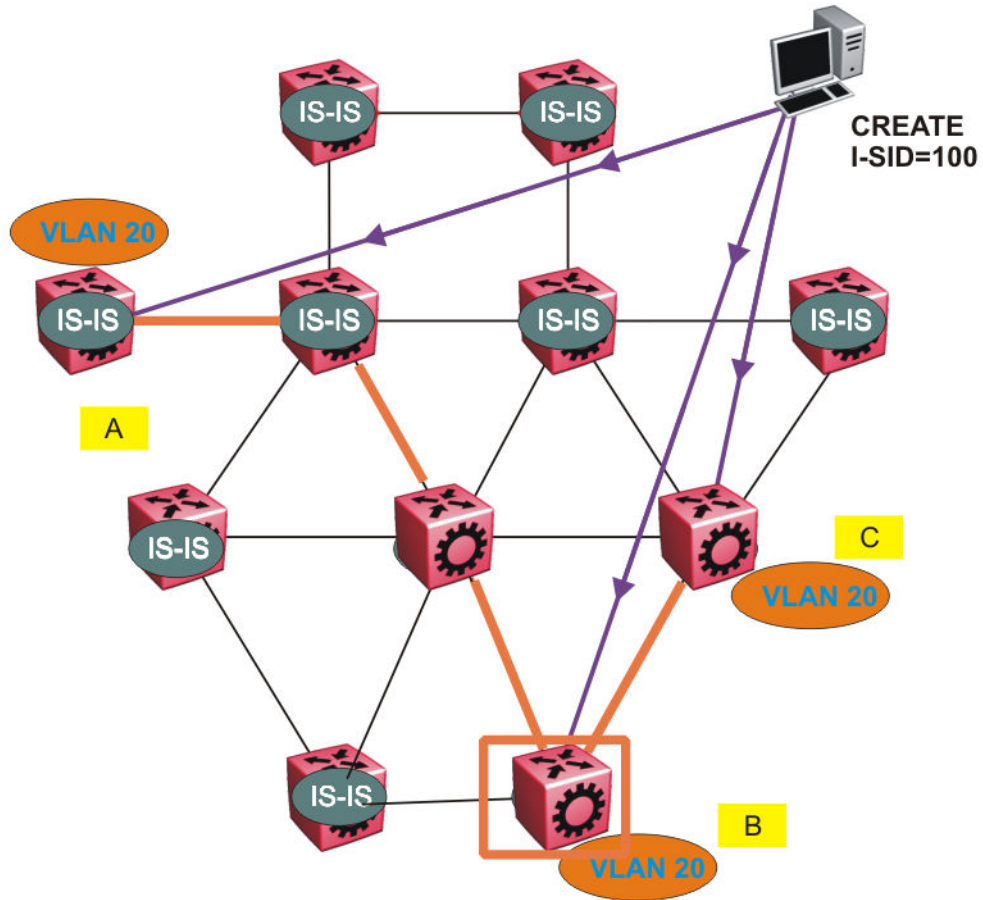 IS-IS
IS-IS
CREATE
I-SID=100
VLAN 20
IS-IS
IS-IS
IS-IS
IS-IS
A
IS-IS
C
VLAN 20
IS-IS
B
VLAN 20